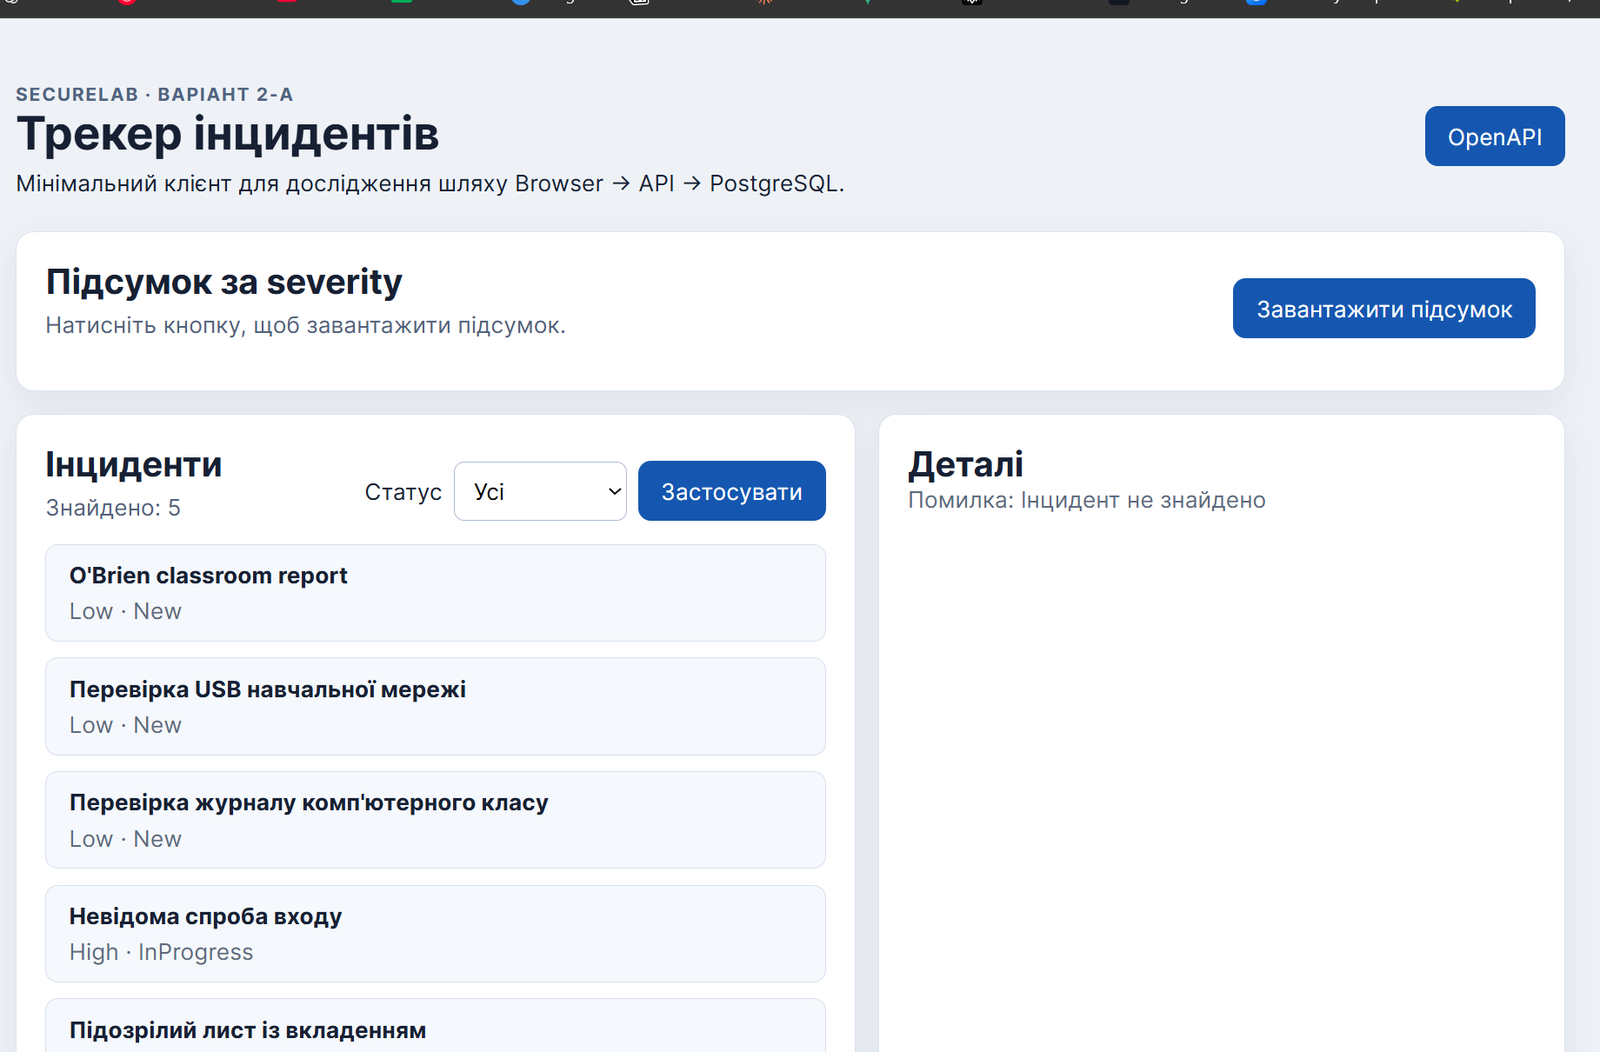 SECURELAB · ВАРІАНТ 2-A
Трекер інцидентів
Мінімальний клієнт для дослідження шляху Browser → API → PostgreSQL.
OpenAPI
Підсумок за severity
Натисніть кнопку, щоб завантажити підсумок.
Завантажити підсумок
Інциденти
Знайдено: 5
Статус
Усі
Застосувати
O'Brien classroom report
Low · New
Перевірка USB навчальної мережі
Low · New
Перевірка журналу комп'ютерного класу
Low · New
Невідома спроба входу
High · InProgress
Підозрілий лист із вкладенням
Деталі
Помилка: Інцидент не знайдено